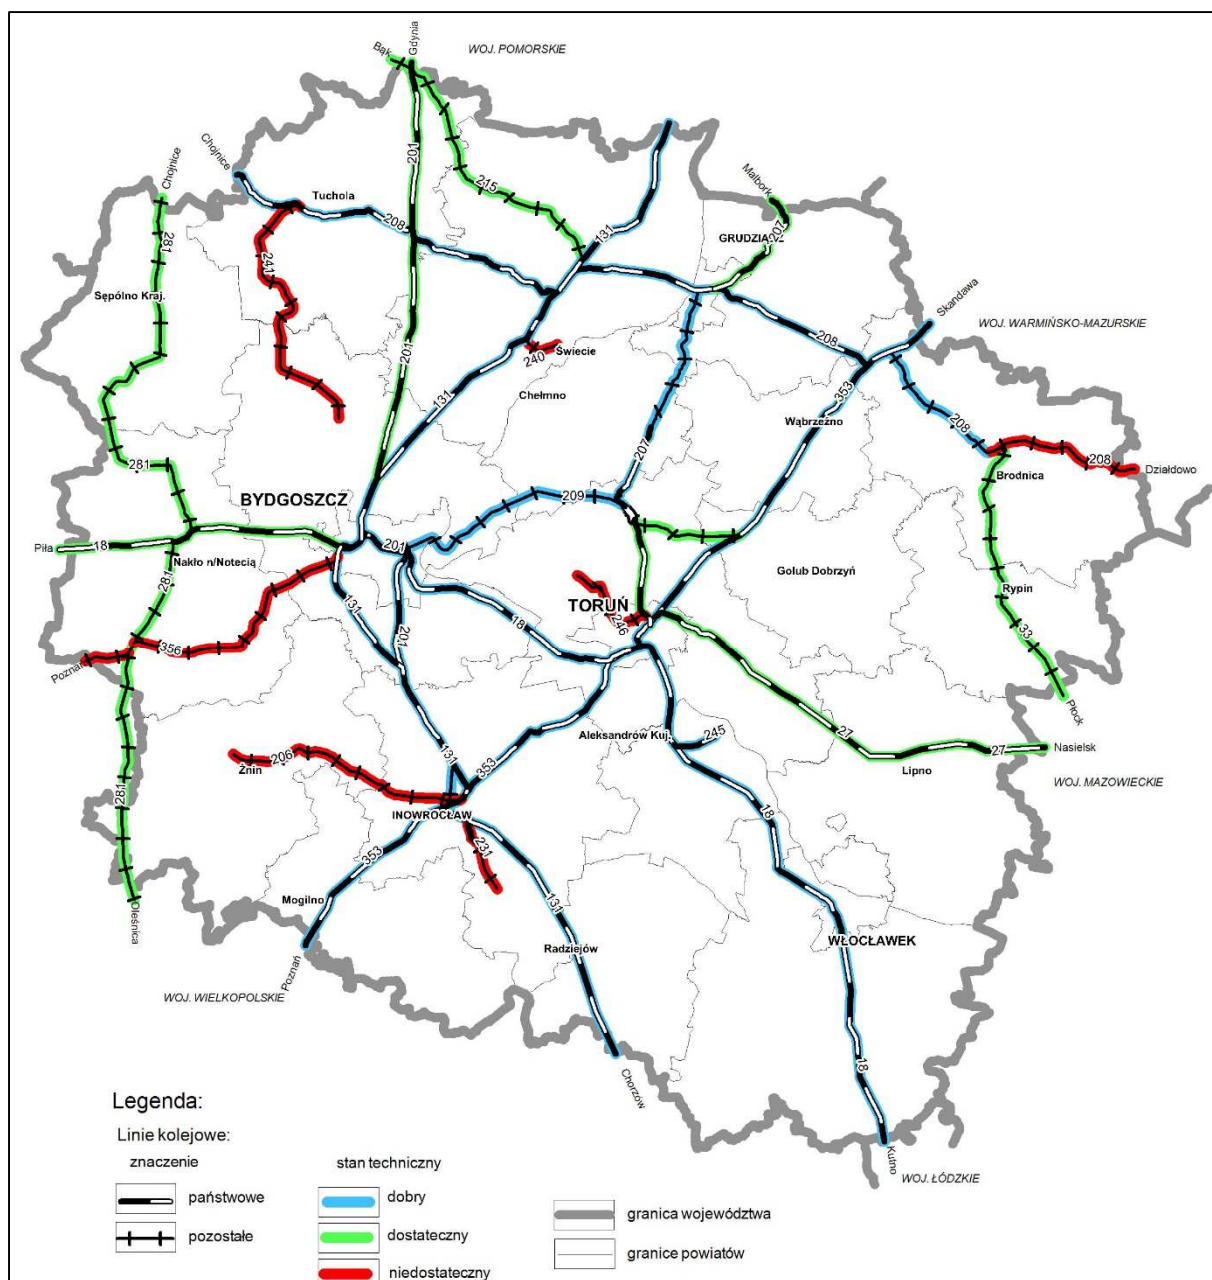 Gdynia
Bąk
WOJ. POMORSKIE
Chojnice
Chojnice
Tuchola
201
215
Malbork
208
131
GRUDZIĄDZ
207
281
241
Sępólno Kraj.
Skandawa
WOJ. WARMIŃSKO-MAZURSKIE
208
201
240
Świecie
Chełmno
131
353
Wąbrzeźno
208
207
281
208
Działdowo
Brodnica
BYDGOSZCZ
209
Piła
18
201
Nakło n/Notecią
281
Golub Dobrzyń
Rypin
131
TORUŃ
246
18
201
33
356
Poznań
Płock
Aleksandrów Kuj.
245
27
27
Nasielsk
206
Żnin
131
353
Lipno
WOJ. MAZOWIECKIE
281
INOWROCŁAW
18
231
353
Mogilno
Oleśnica
131
Radziejów
WŁOCŁAWEK
Poznań
WOJ. WIELKOPOLSKIE
Chorzów
18
Kutno
WOJ. ŁÓDZKIE
Legenda:
Linie kolejowe:
znaczenie
stan techniczny
państwowe
dobry
granica województwa
pozostałe
dostateczny
granice powiatów
niedostateczny